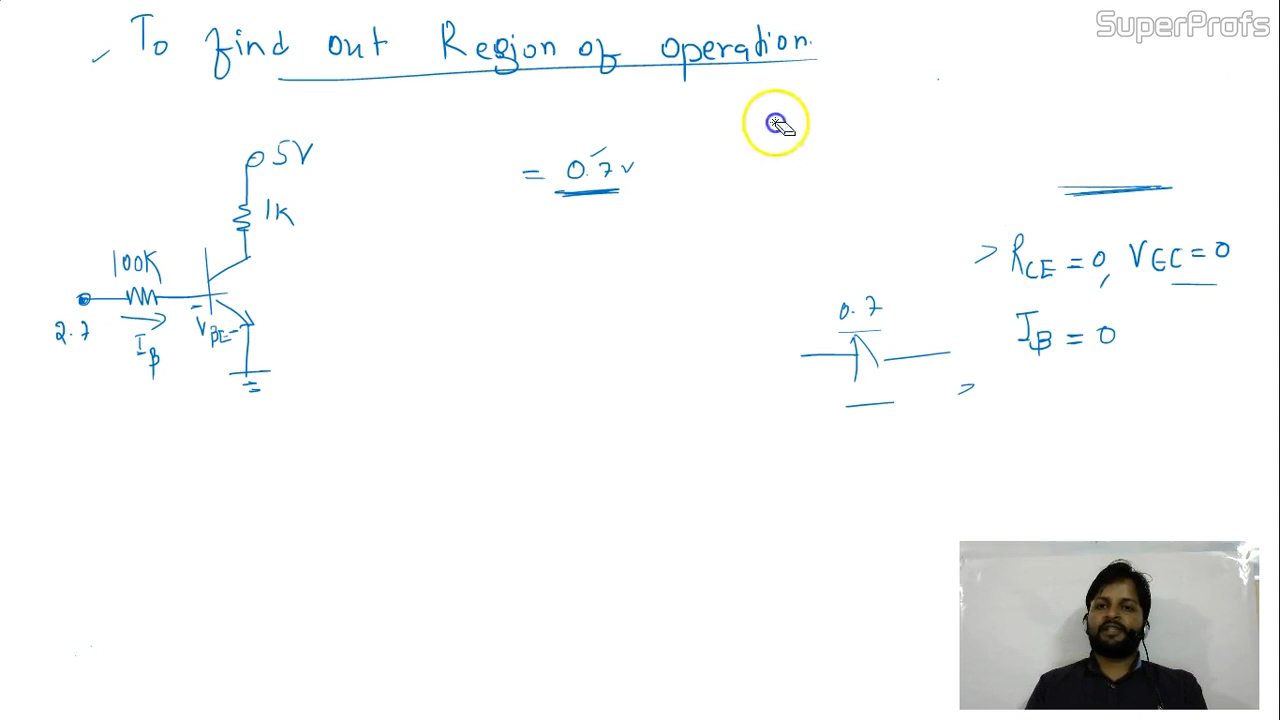 SuperProfs
To find out Region of operation.
5V
= 0.7v
1K
100K
2.7
IB
VBE-
0.7
> RCE = 0, VEC = 0
IB = 0
>